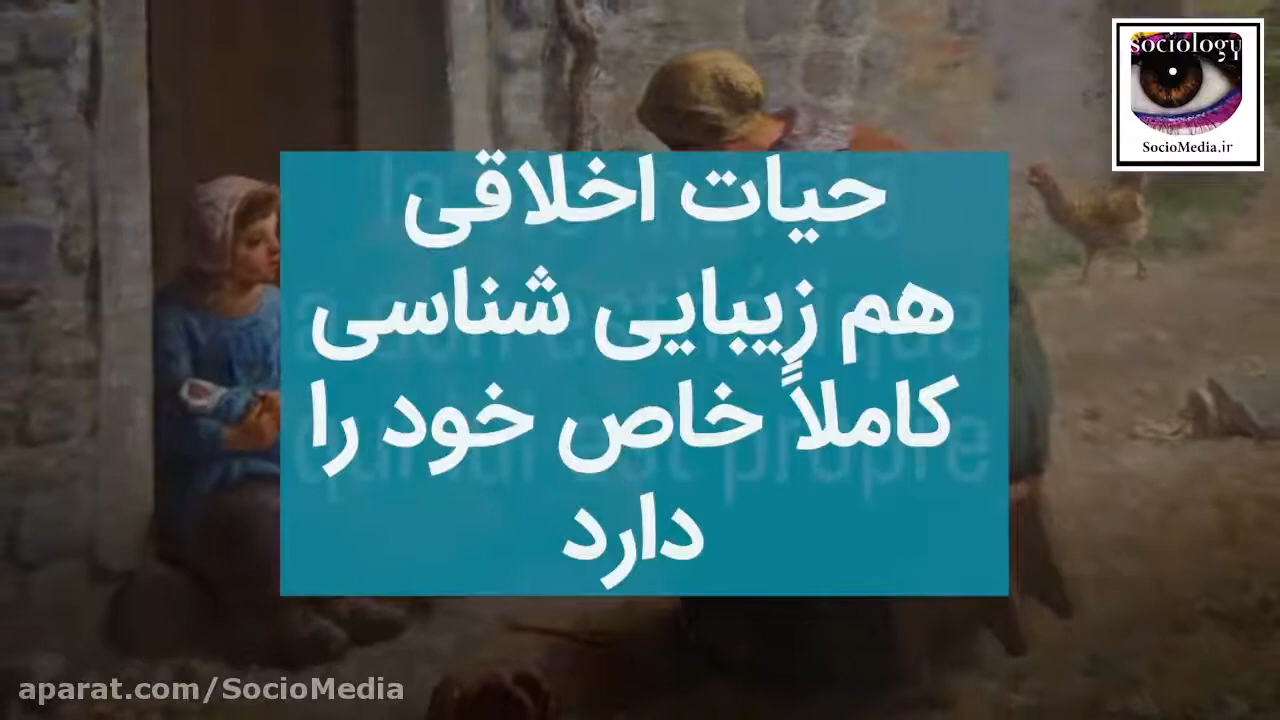 sociology
SocioMedia.ir
حیات اخلاقی
هم زیبایی شناسی
کاملاً خاص خود را
دارد
aparat.com/SocioMedia